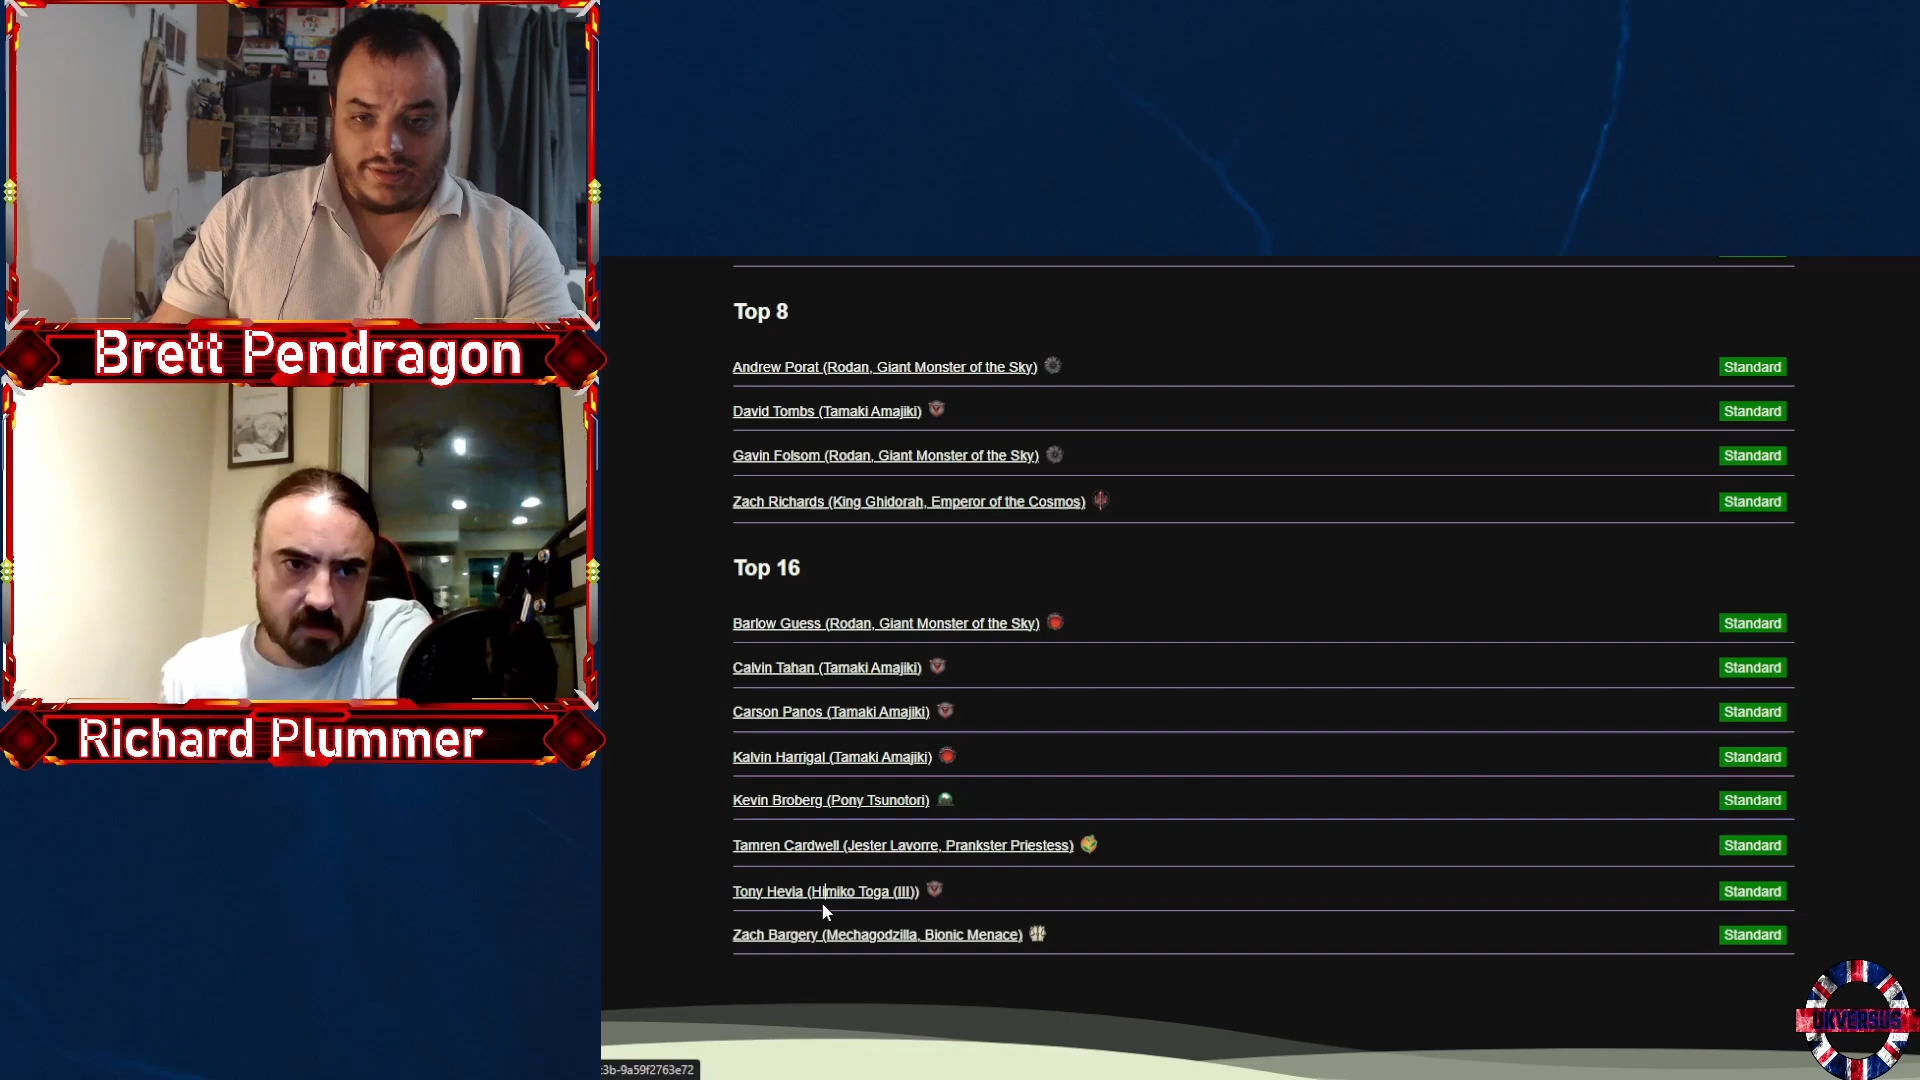 Brett Pendragon
Richard Plummer
Top 8
Andrew Porat (Rodan, Giant Monster of the Sky) Standard
David Tombs (Tamaki Amajiki) Standard
Gavin Folsom (Rodan, Giant Monster of the Sky) Standard
Zach Richards (King Ghidorah, Emperor of the Cosmos) Standard
Top 16
Barlow Guess (Rodan, Giant Monster of the Sky) Standard
Calvin Tahan (Tamaki Amajiki) Standard
Carson Panos (Tamaki Amajiki) Standard
Kalvin Harrigal (Tamaki Amajiki) Standard
Kevin Broberg (Pony Tsunotori) Standard
Tamren Cardwell (Jester Lavorre, Prankster Priestess) Standard
Tony Hevia (Himiko Toga (III)) Standard
Zach Bargery (Mechagodzilla, Bionic Menace) Standard
3b-9a59f2763e72
UKVERSUS